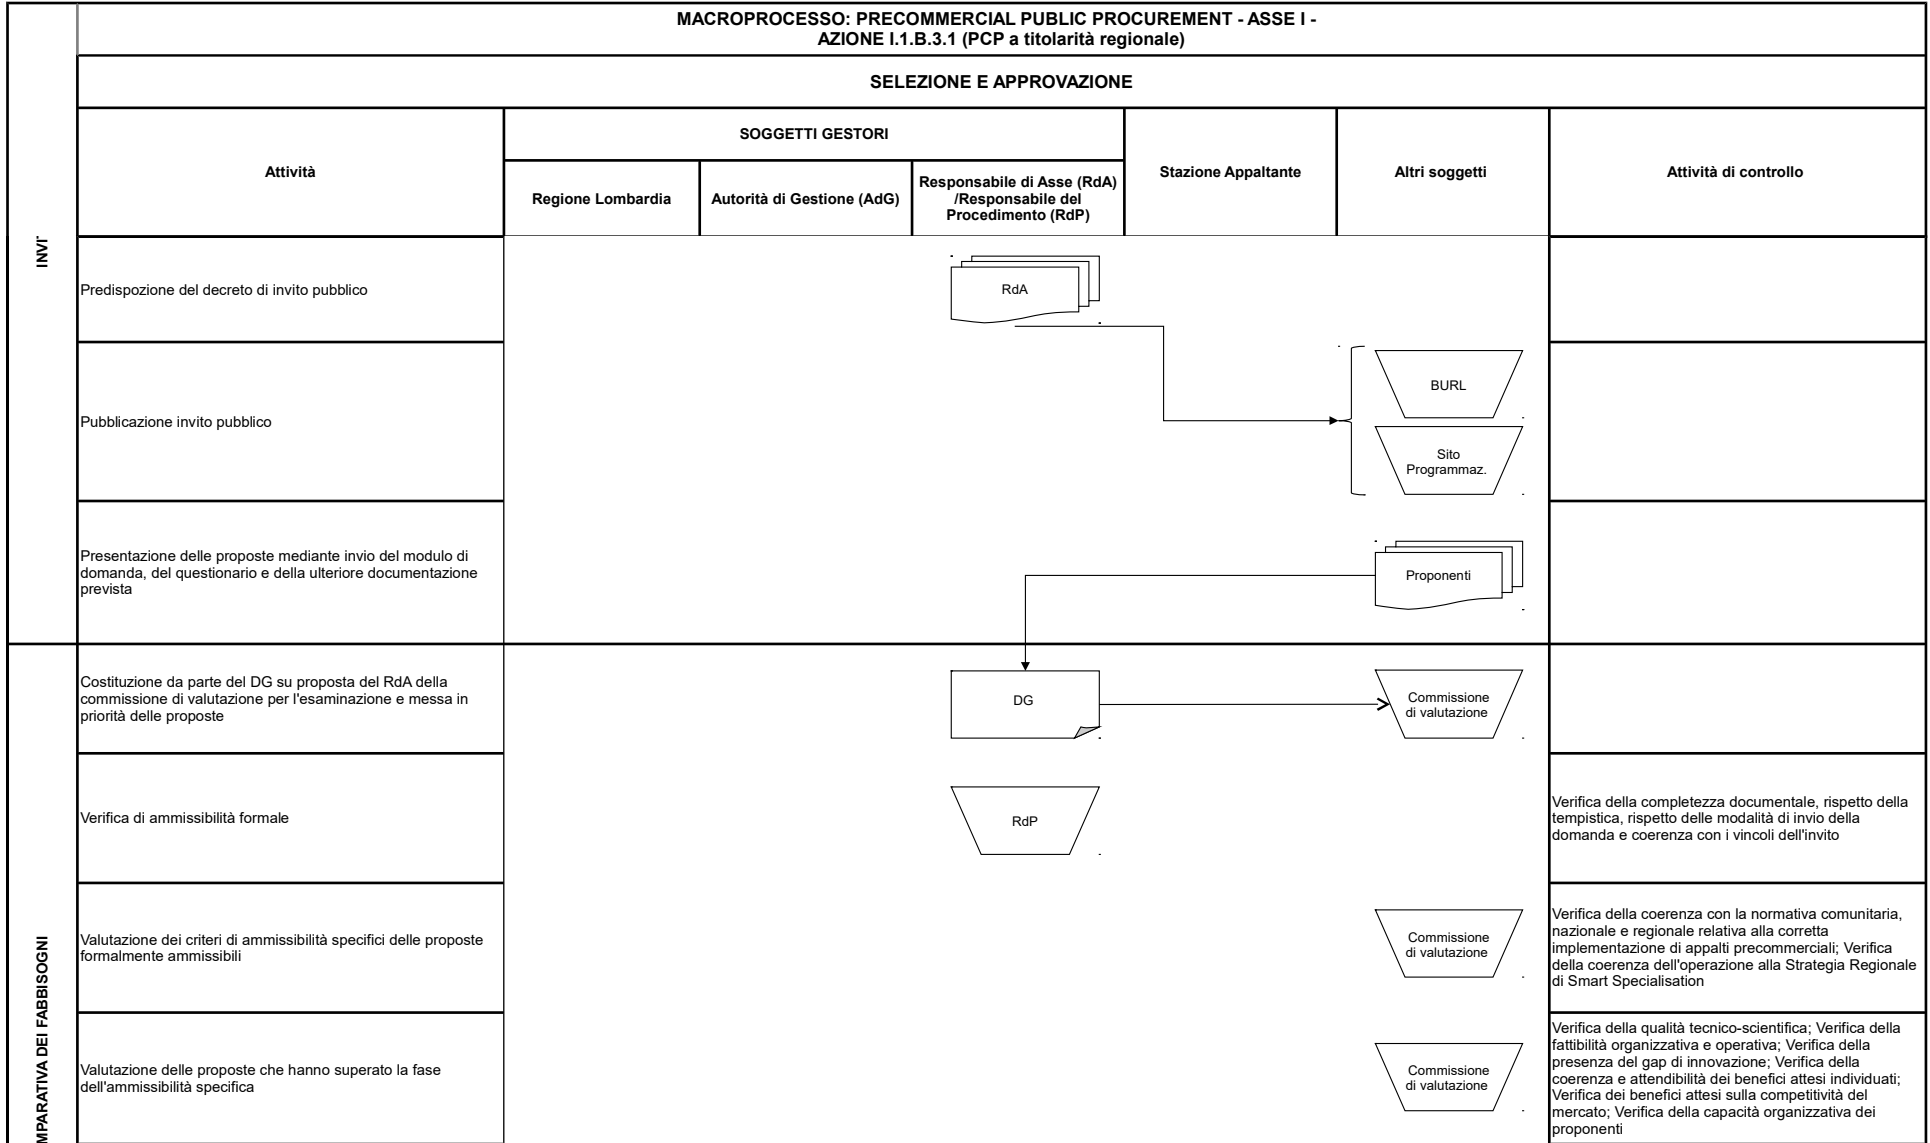 MACROPROCESSO: PRECOMMERCIAL PUBLIC PROCUREMENT - ASSE I -
AZIONE I.1.B.3.1 (PCP a titolarità regionale)
SELEZIONE E APPROVAZIONE
Attività
SOGGETTI GESTORI
Regione Lombardia
Autorità di Gestione (AdG)
Responsabile di Asse (RdA)
/Responsabile del
Procedimento (RdP)
Stazione Appaltante
Altri soggetti
Attività di controllo
INVI
Predispozione del decreto di invito pubblico
RdA
Pubblicazione invito pubblico
BURL
Sito
Programmaz.
Presentazione delle proposte mediante invio del modulo di
domanda, del questionario e della ulteriore documentazione
prevista
Proponenti
MPARATIVA DEI FABBISOGNI
Costituzione da parte del DG su proposta del RdA della
commissione di valutazione per l'esaminazione e messa in
priorità delle proposte
DG
Commissione
di valutazione
Verifica di ammissibilità formale
RdP
Verifica della completezza documentale, rispetto della
tempistica, rispetto delle modalità di invio della
domanda e coerenza con i vincoli dell'invito
Valutazione dei criteri di ammissibilità specifici delle proposte
formalmente ammissibili
Commissione
di valutazione
Verifica della coerenza con la normativa comunitaria,
nazionale e regionale relativa alla corretta
implementazione di appalti precommerciali; Verifica
della coerenza dell'operazione alla Strategia Regionale
di Smart Specialisation
Valutazione delle proposte che hanno superato la fase
dell'ammissibilità specifica
Commissione
di valutazione
Verifica della qualità tecnico-scientifica; Verifica della
fattibilità organizzativa e operativa; Verifica della
presenza del gap di innovazione; Verifica della
coerenza e attendibilità dei benefici attesi individuati;
Verifica dei benefici attesi sulla competitività del
mercato; Verifica della capacità organizzativa dei
proponenti